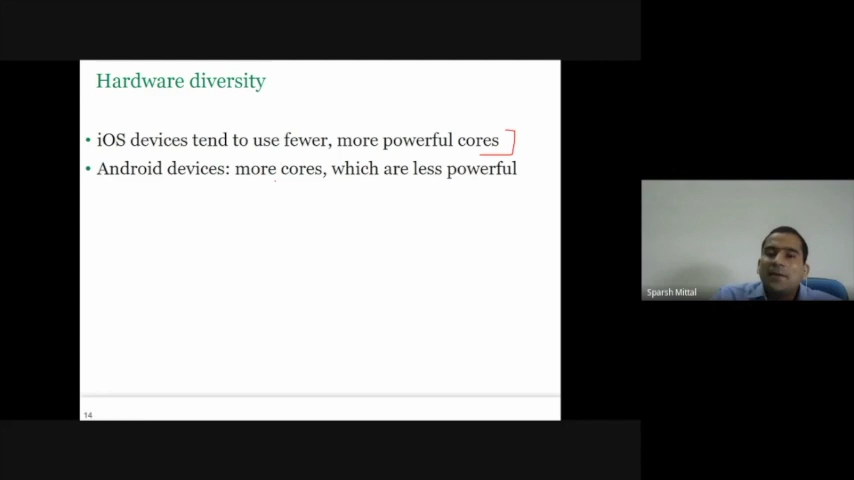 Hardware diversity
• iOS devices tend to use fewer, more powerful cores
• Android devices: more cores, which are less powerful
Sparsh Mittal
14